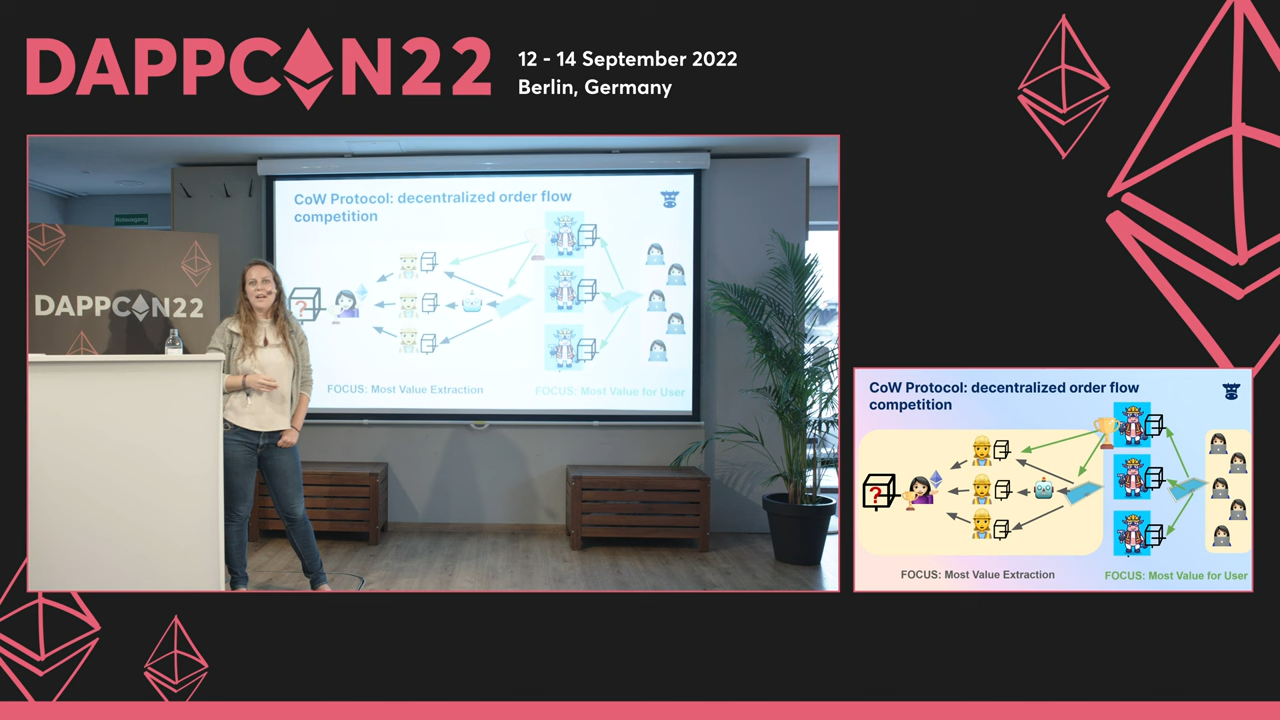 DAPPCON22
12 - 14 September 2022
Berlin, Germany
Notausgang
CoW Protocol: decentralized order flow
competition
?
FOCUS: Most Value Extraction
FOCUS: Most Value for User
DAPPCON22
CoW Protocol: decentralized order flow
competition
?
FOCUS: Most Value Extraction
FOCUS: Most Value for User